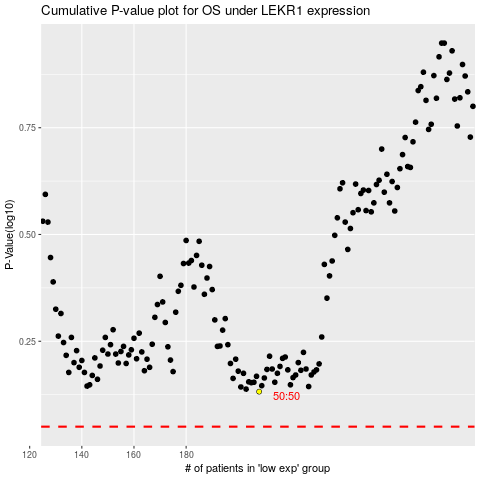 Cumulative P-value plot for OS under LEKR1 expression
P-Value(log10)
0.75
0.50
0.25
50:50
120 140 160 180
# of patients in 'low exp' group